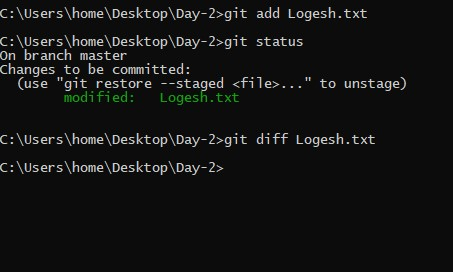 C:\Users\home\Desktop\Day-2>git add Logesh.txt
C:\Users\home\Desktop\Day-2>git status
On branch master
Changes to be committed:
  (use "git restore --staged <file>..." to unstage)
        modified:   Logesh.txt
C:\Users\home\Desktop\Day-2>git diff Logesh.txt
C:\Users\home\Desktop\Day-2>